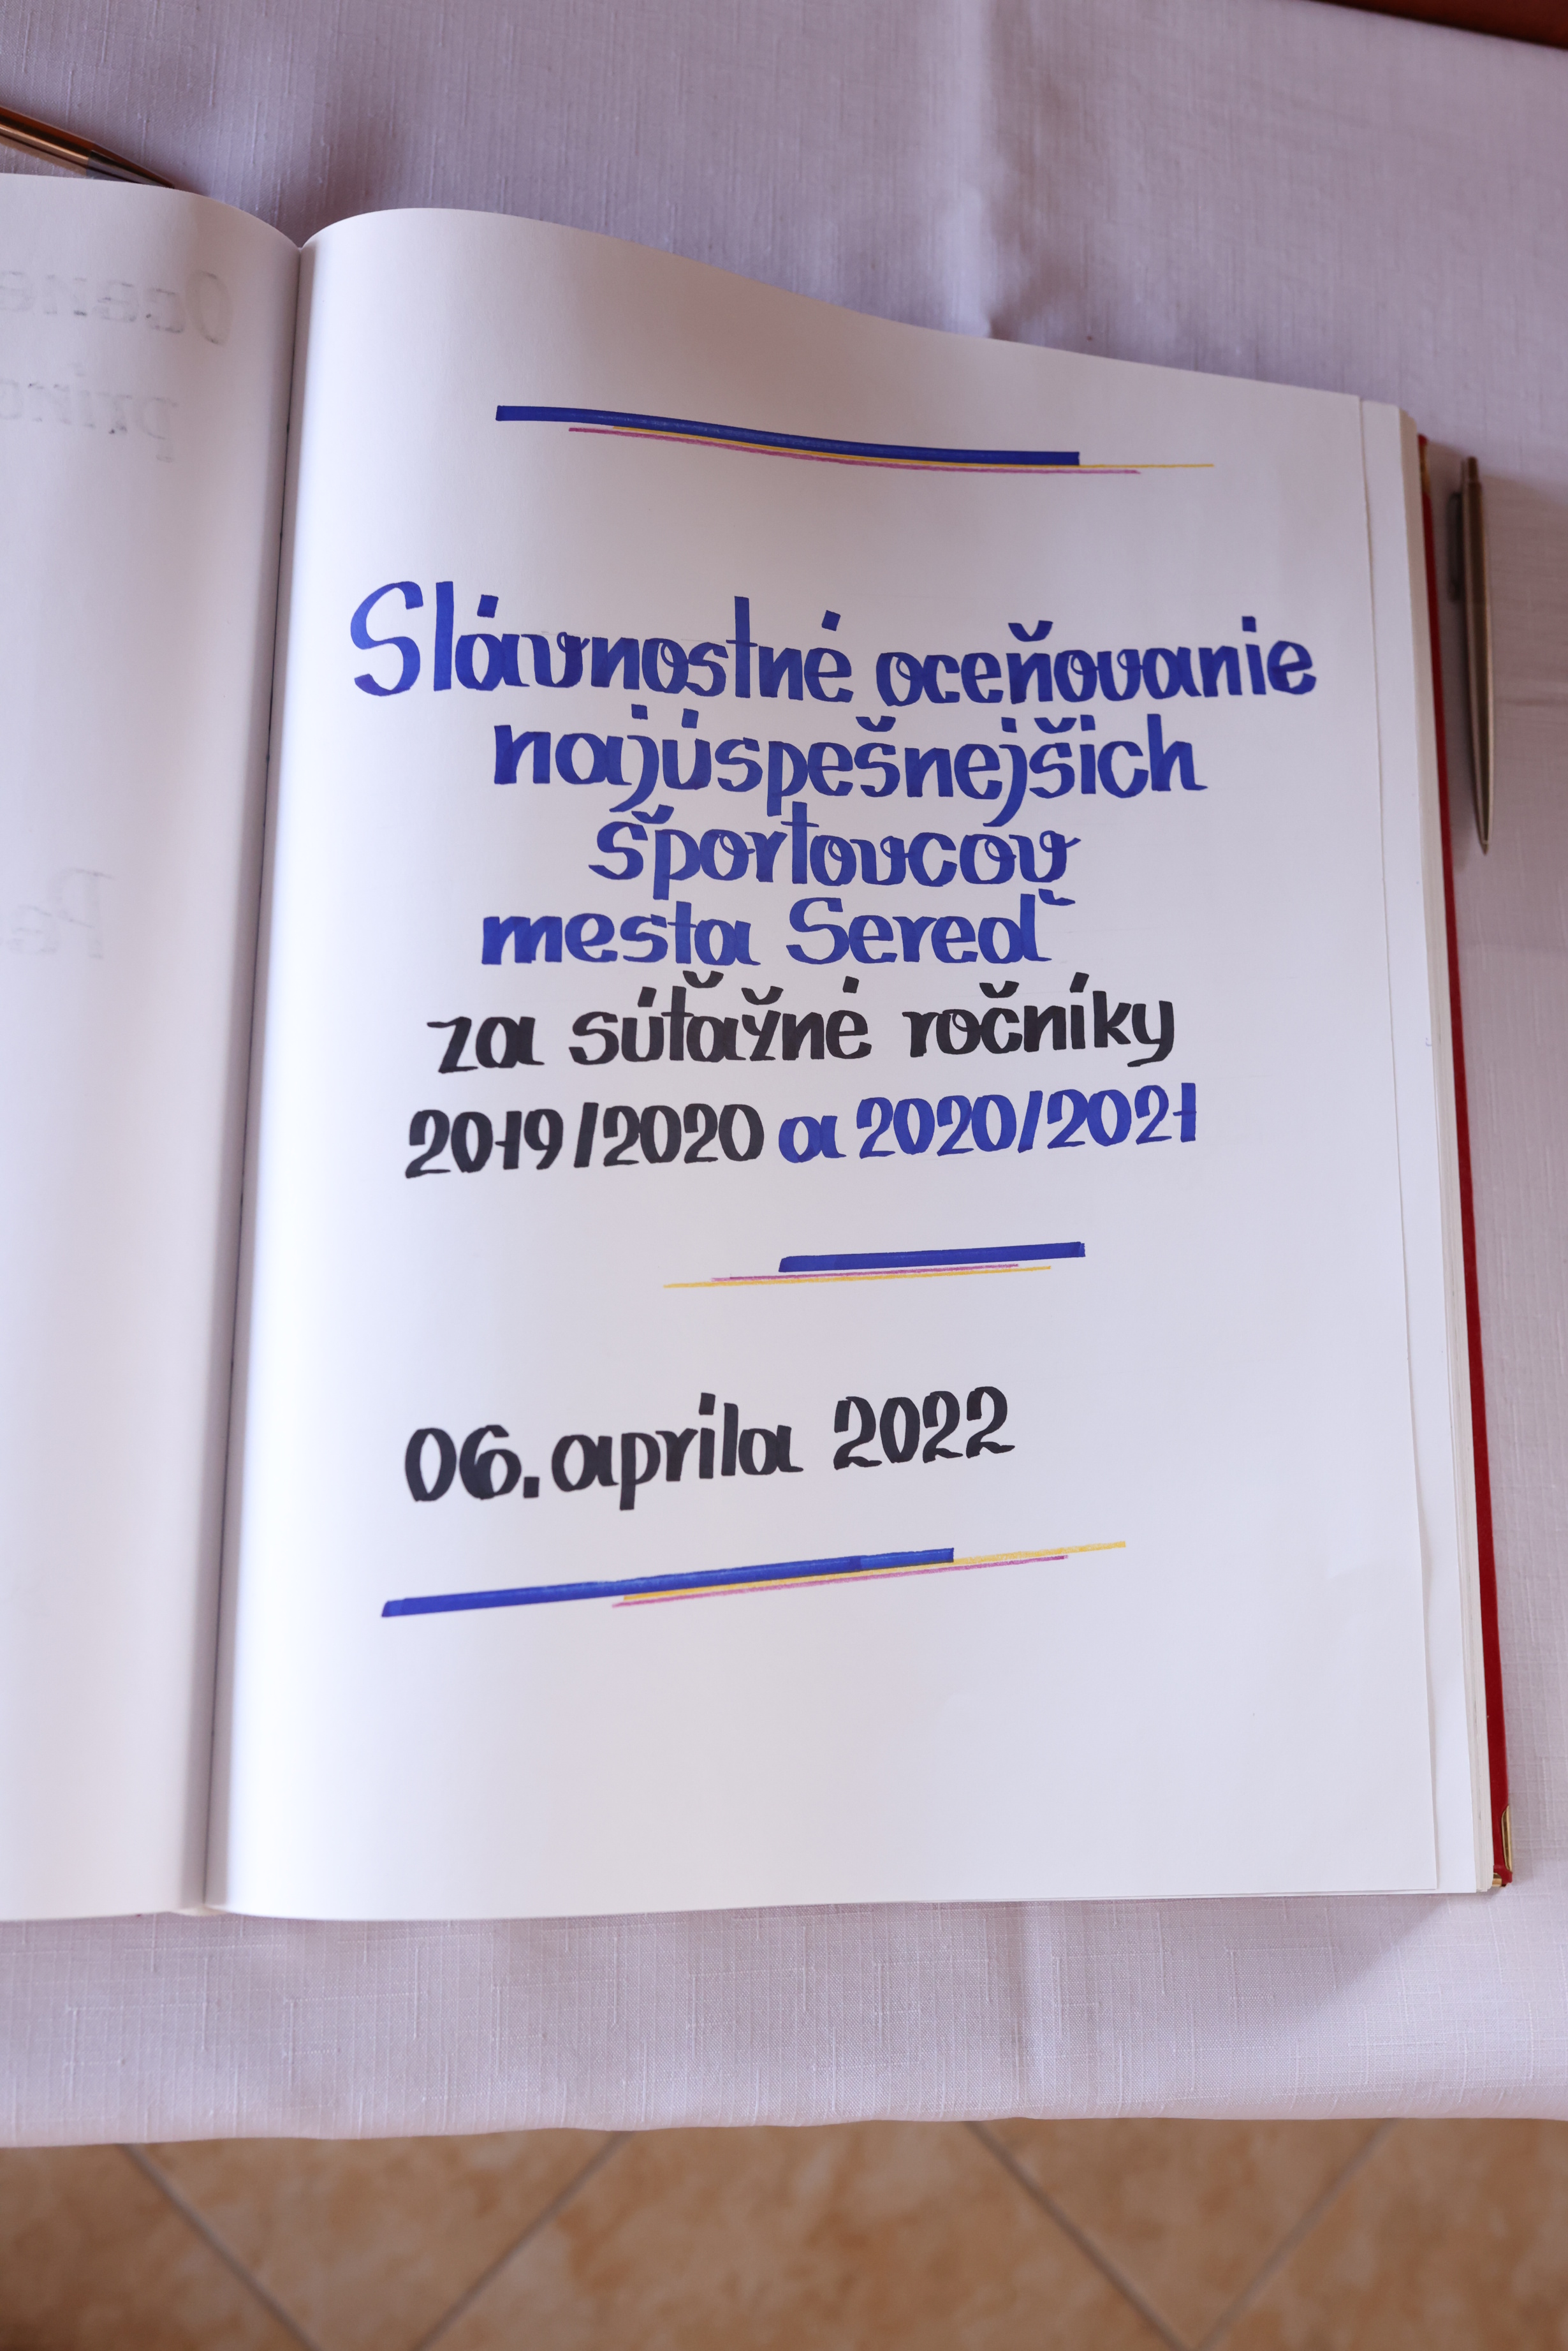 Slávnostné oceňovanie
najúspešnejších
športovcov
mesta Sereď
za súťažné ročníky
2019/2020 a 2020/2021
06. apríla 2022